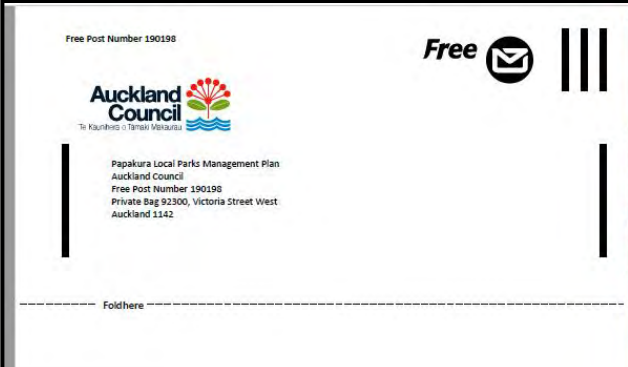 Free Post Number 190198
Free
Auckland
Council
Te Kaunihera o Tāmaki Makaurau
Papakura Local Parks Management Plan
Auckland Council
Free Post Number 190198
Private Bag 92300, Victoria Street West
Auckland 1142
Foldhere